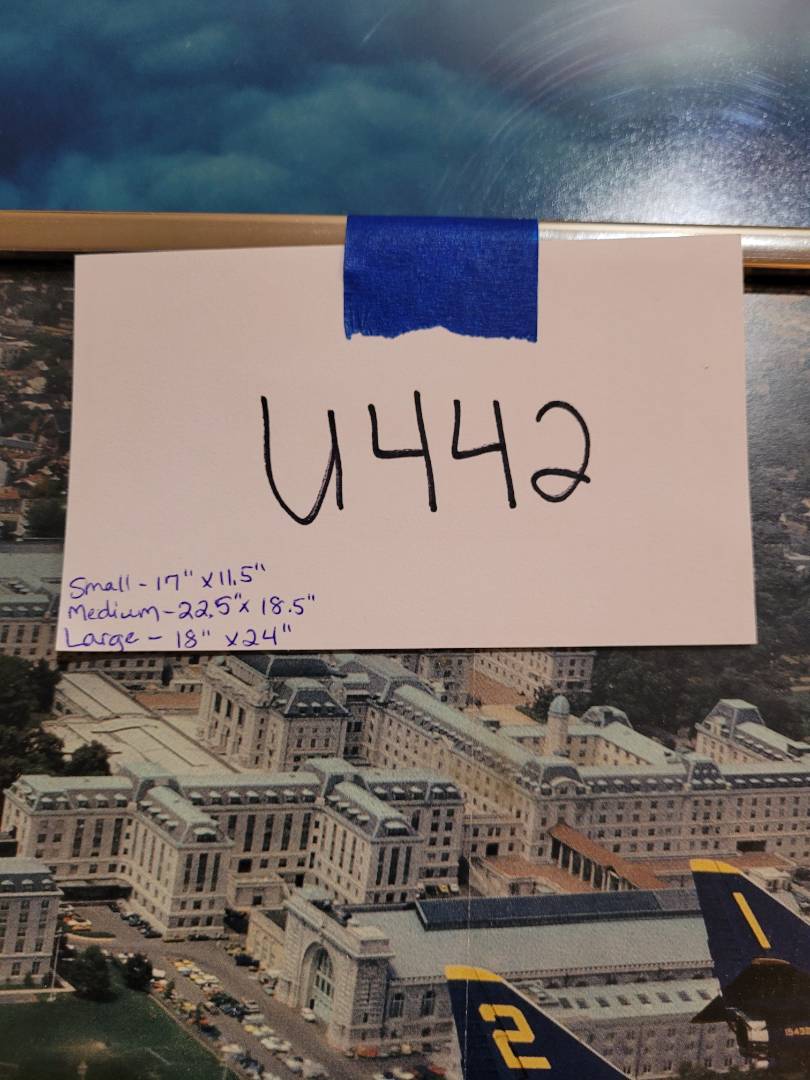 U442
Small - 17" x 11.5"
Medium - 22.5" x 18.5"
Large - 18" x 24"
1
2